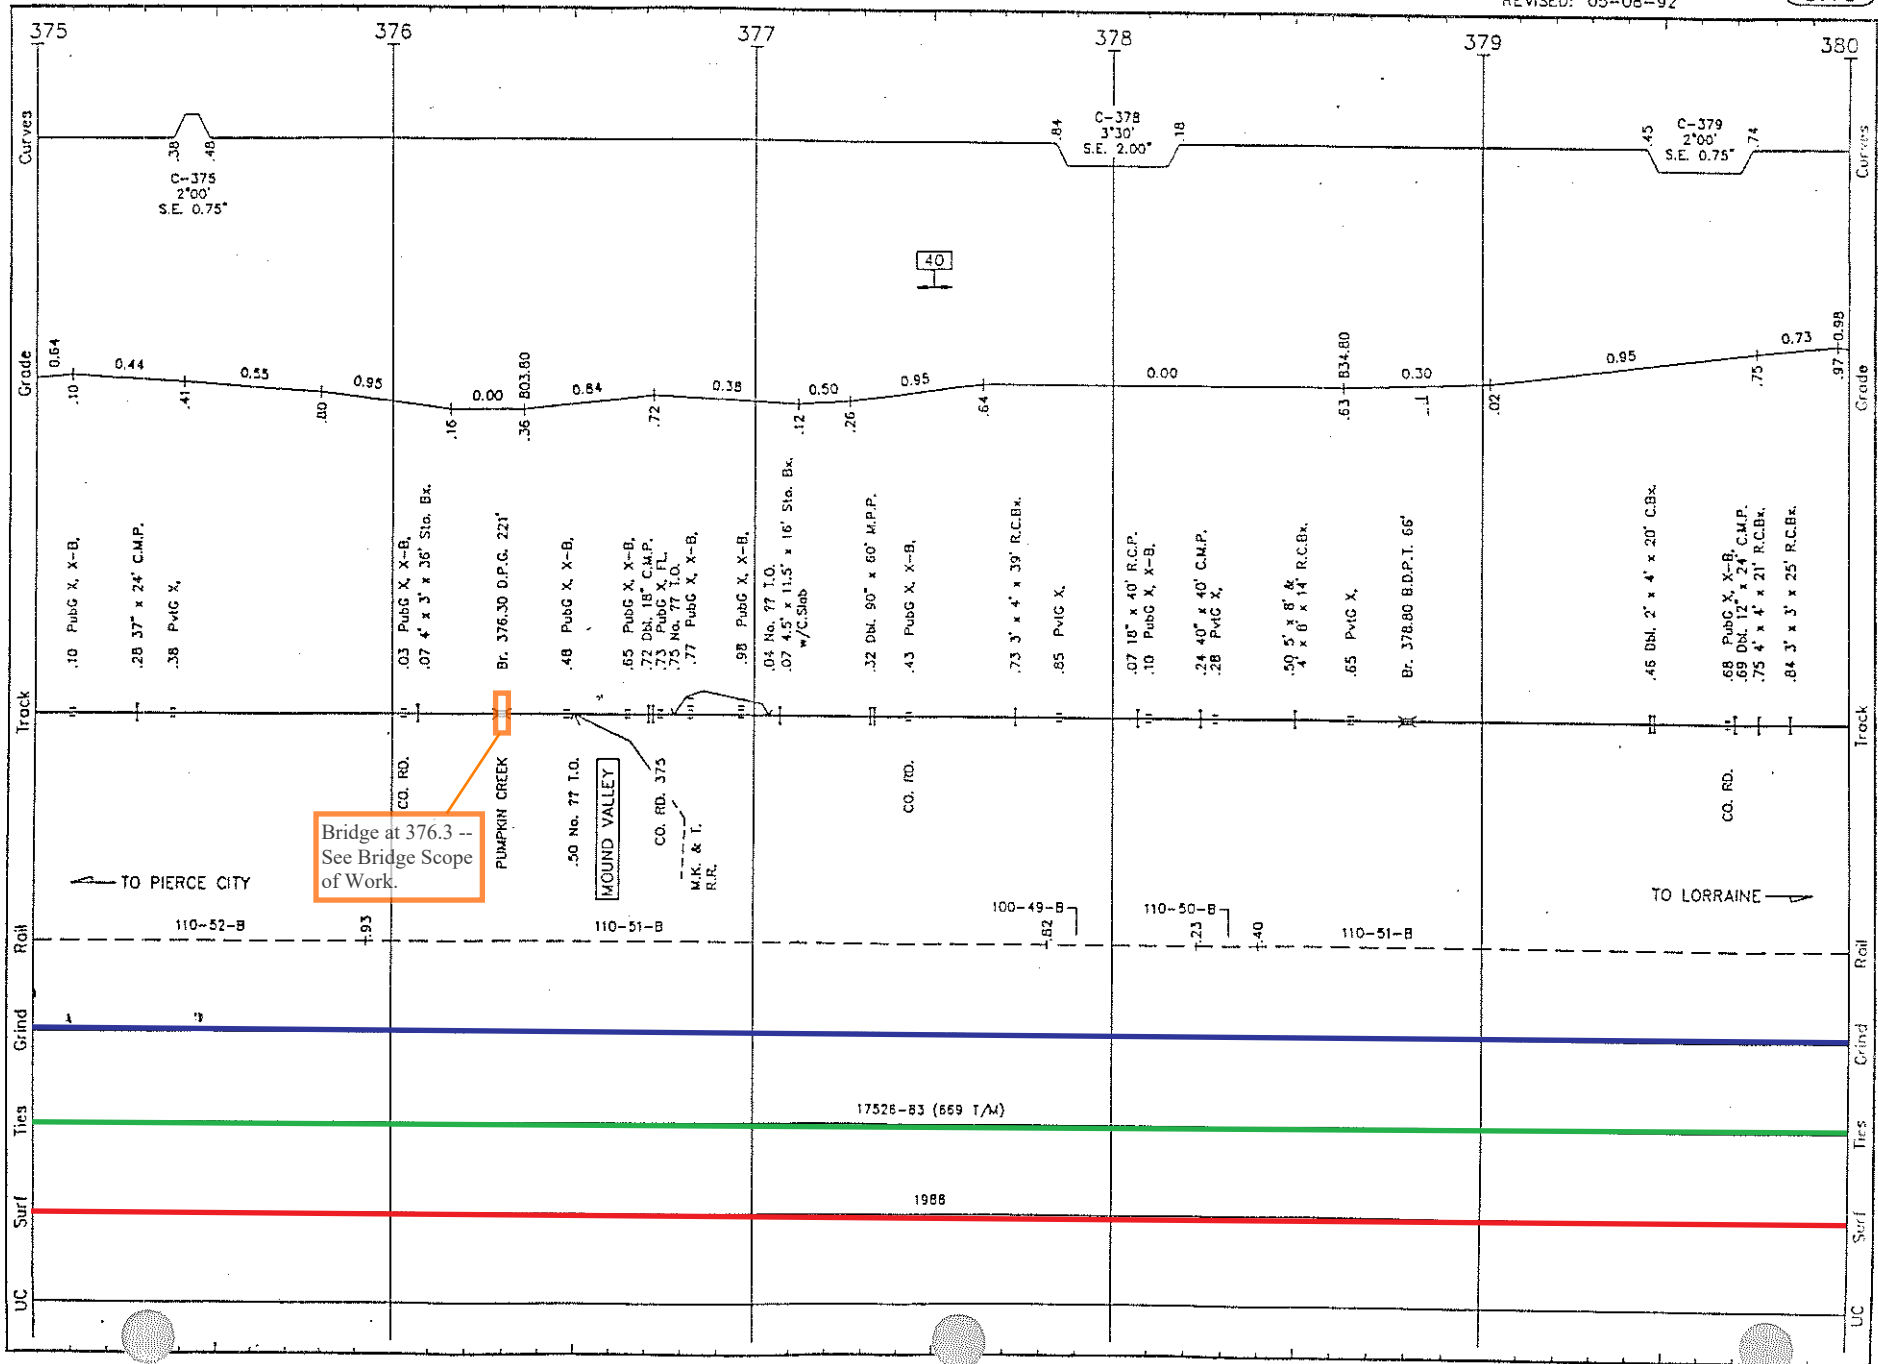 REVISED: 05-08-92
375
376
377
378
379
380
Curves
.38
.48
C-375
2°00'
S.E. 0.75"
.84
C-378
3°30'
S.E. 2.00"
.18
.45
C-379
2°00'
S.E. 0.75"
.74
Curves
40
Grade
0.64
.10
0.44
.41
0.55
.80
0.95
.16
0.00
803.80
.36
0.64
.72
0.38
.12
0.50
.26
0.95
.64
0.00
834.80
.63
0.30
.02
0.95
.75
0.73
.97
0.98
Grade
.10 PubG X, X-B,
.28 37" x 24' C.M.P.
.38 PvtG X,
.03 PubG X, X-B,
.07 4' x 3' x 36' Sto. Bx.
Br. 376.30 D.P.G. 221'
.48 PubG X, X-B,
.65 PubG X, X-B,
.72 Dbl. 18" C.M.P.
.73 PubG X, FL.
.75 No. 77 T.O.
.77 PubG X, X-B,
.98 PubG X, X-B,
.04 No. 77 T.O.
.07 4.5' x 11.5' x 16' Sto. Bx.
w/C.Slab
.32 Dbl. 90" x 60' M.P.P.
.43 PubG X, X-B,
.73 3' x 4' x 39' R.C.Bx.
.85 PvtG X,
.07 18" x 40' R.C.P.
.10 PubG X, X-B,
.24 40" x 40' C.M.P.
.28 PvtG X,
.50 5' x 8' &
4' x 8' x 14' R.C.Bx.
.65 PvtG X,
Br. 378.80 B.D.P.T. 66'
.46 Dbl. 2' x 4' x 20' C.Bx.
.68 PubG X, X-B,
.69 Dbl. 12" x 24' C.M.P.
.75 4' x 4' x 21' R.C.Bx.
.84 3' x 3' x 25' R.C.Bx.
Track
Track
CO. RD.
PUMPKIN CREEK
.50 No. 77 T.O.
MOUND VALLEY
CO. RD. 375
M.K. & T.
R.R.
CO. RD.
CO. RD.
Bridge at 376.3 --
See Bridge Scope
of Work.
TO PIERCE CITY
TO LORRAINE
Rail
110-52-B
.93
110-51-B
100-49-B
.82
110-50-B
.23
.40
110-51-B
Rail
Grind
Grind
Ties
17526-83 (669 T/M)
Ties
Surf
1988
Surf
UC
UC